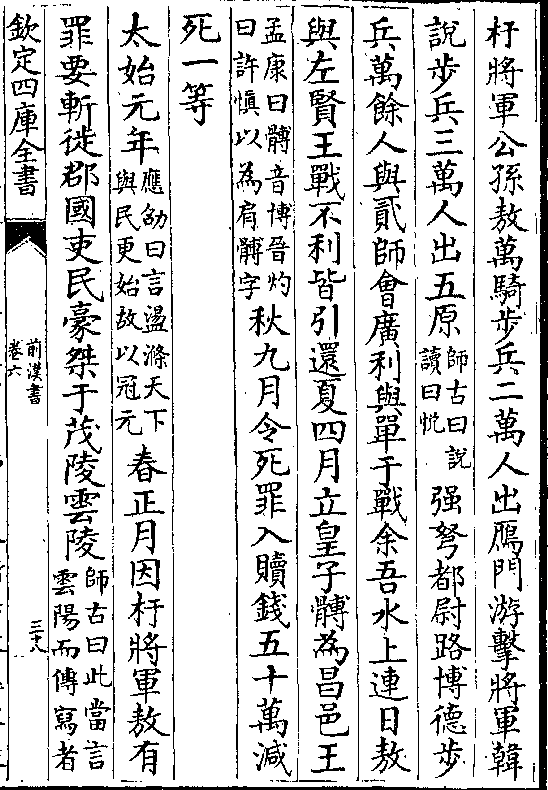 杅將軍公孫敖萬騎步兵二萬人出鴈門游擊將軍韓
說步兵三萬人出五原師古曰說讀曰恱强弩都尉路博德步
兵萬餘人與貳師會廣利與單于戰余吾水上連日敖
與左賢王戰不利皆引還夏四月立皇子髆為昌邑王
孟康曰髆音博晉灼曰許慎以為肩髆字秋九月令死罪入贖錢五十萬減
死一等
太始元年應劭曰言盪滌天下與民更始故以冠元春正月因杅將軍敖有
罪要斬徙郡國吏民豪桀于茂陵雲陵師古曰此當言雲陽而傳寫者
欽定四庫全書
前漢書
卷六
三十八